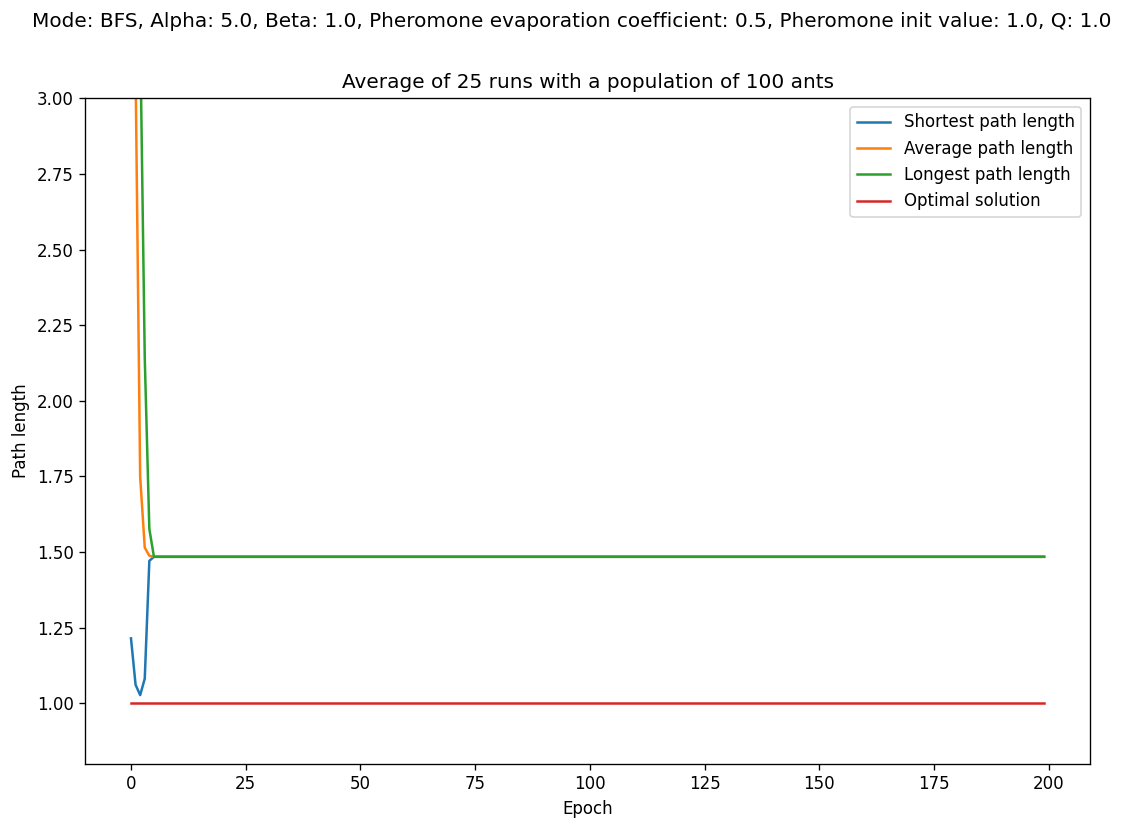 Mode: BFS, Alpha: 5.0, Beta: 1.0, Pheromone evaporation coefficient: 0.5, Pheromone init value: 1.0, Q: 1.0
Average of 25 runs with a population of 100 ants
3.00
2.75
2.50
2.25
2.00
1.75
1.50
1.25
1.00
Path length
Shortest path length
Average path length
Longest path length
Optimal solution
0 25 50 75 100 125 150 175 200
Epoch